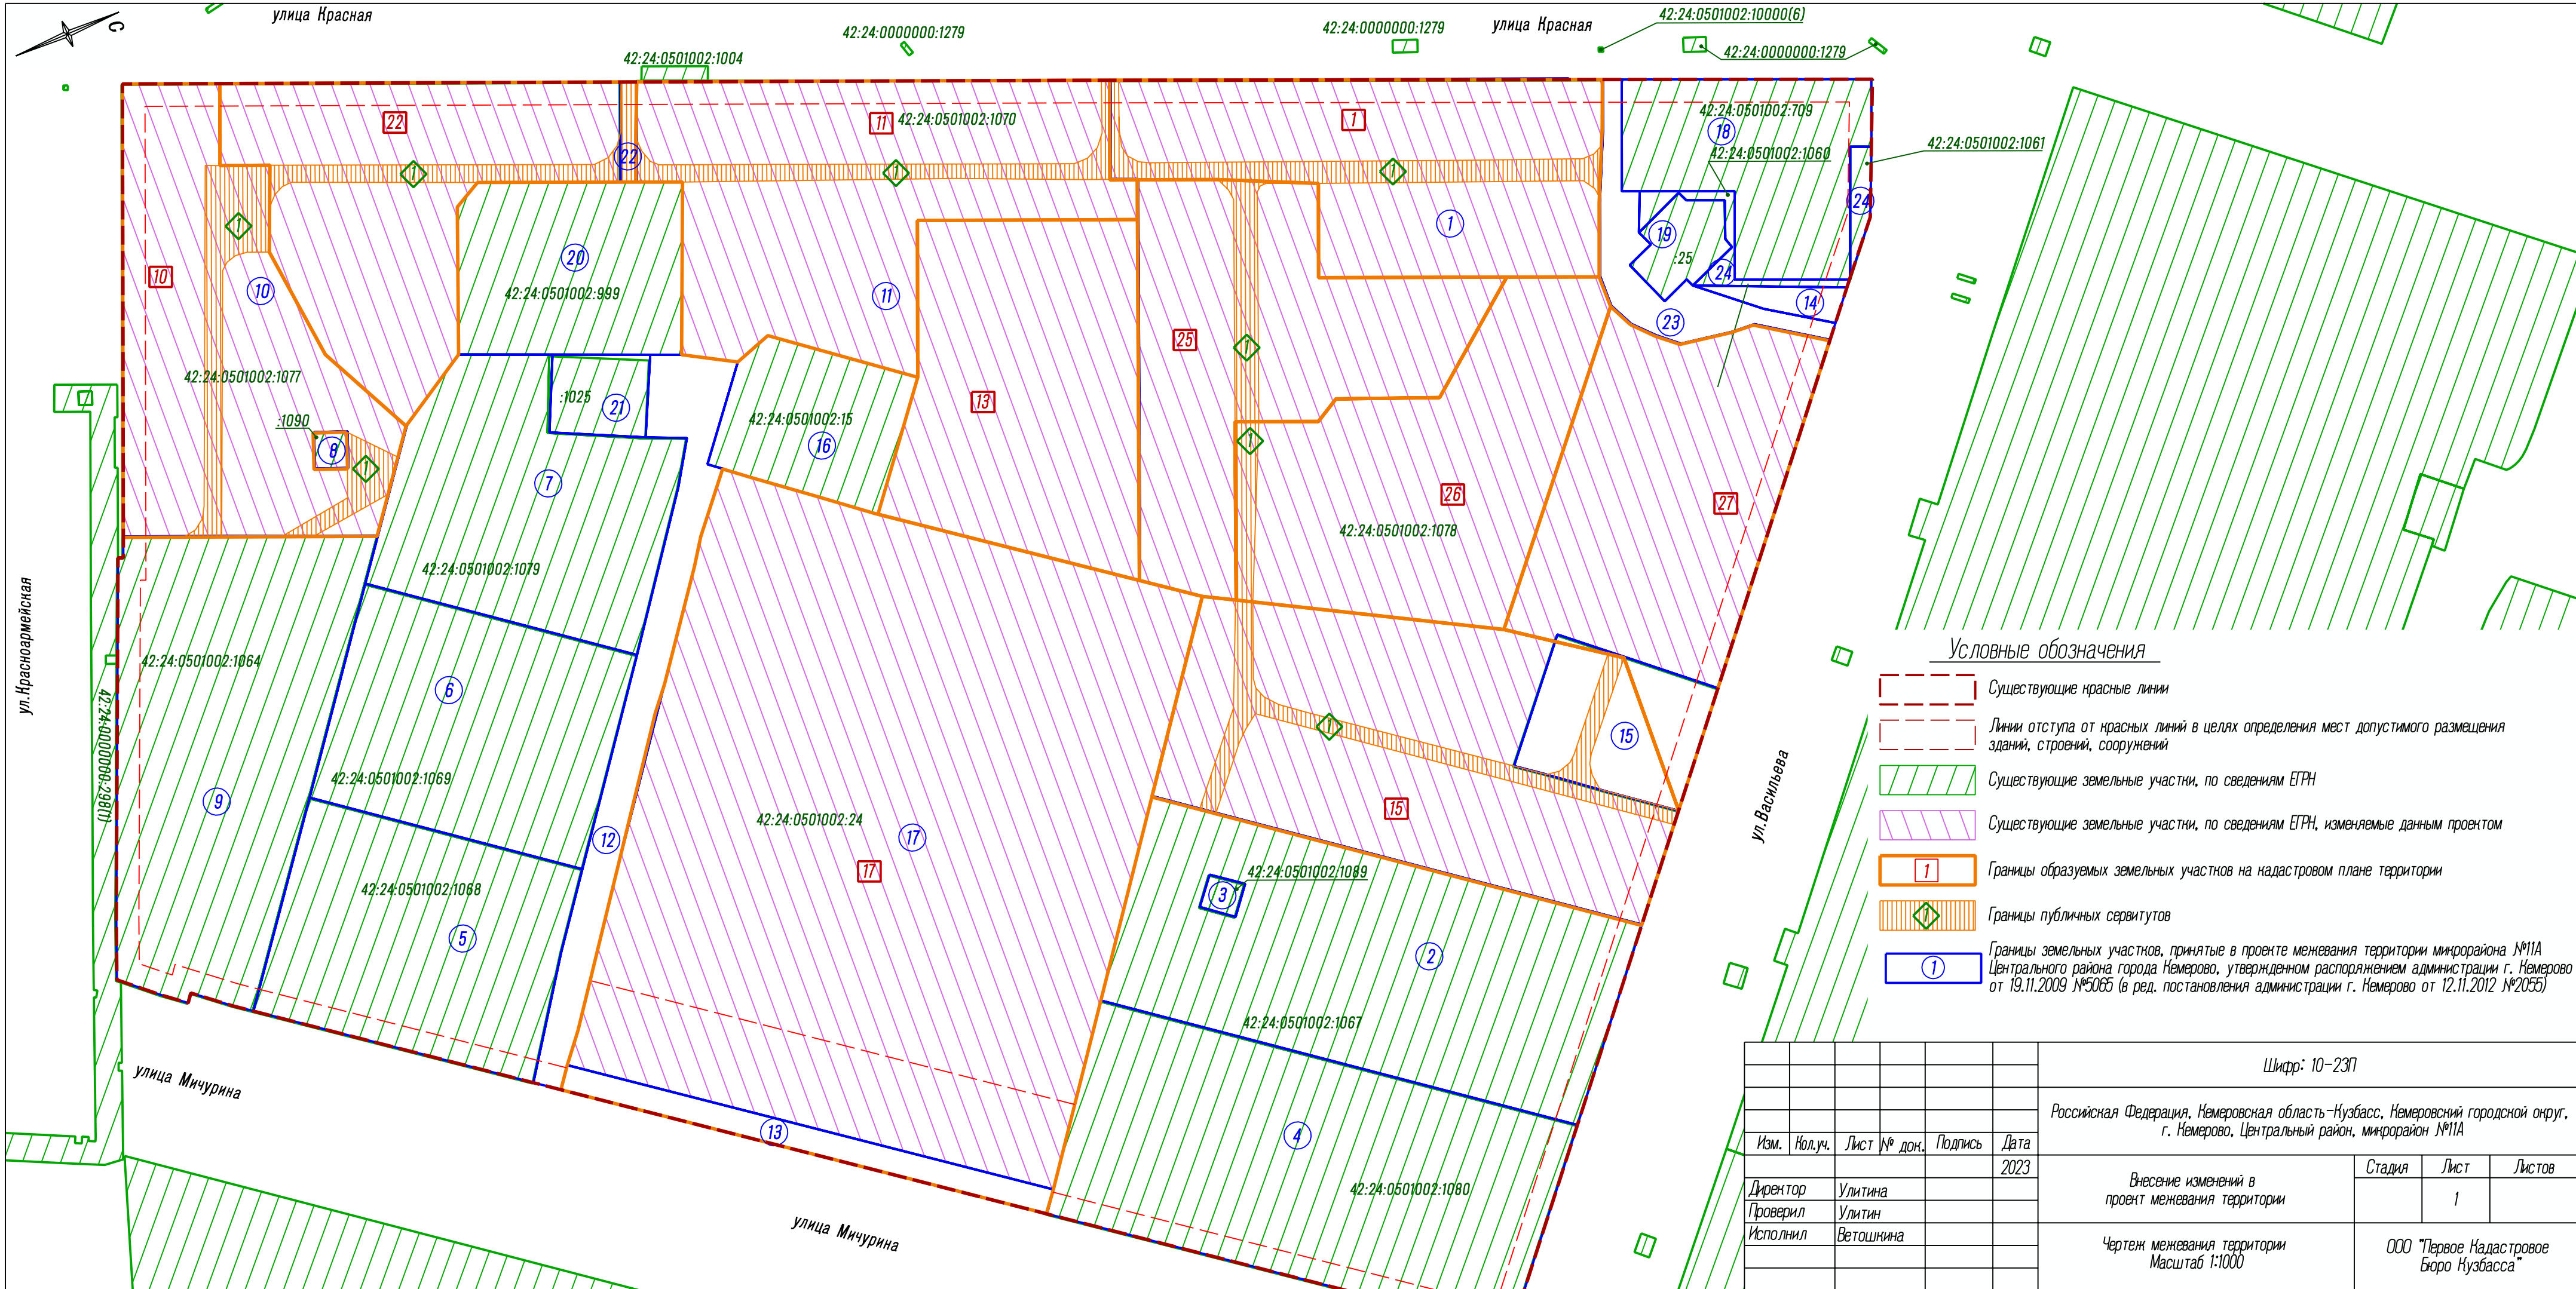 С
улица Красная
42:24:0501002:1004
42:24:0000000:1279
42:24:0000000:1279
улица Красная
42:24:0501002:10000(6)
42:24:0000000:1279
22
22
11
42:24:0501002:1070
1
42:24:0501002:709
18
42:24:0501002:1060
42:24:0501002:1061
1
1
1
1
24
10
10
20
42:24:0501002:999
11
1
19
:25
24
14
23
42:24:0501002:1077
:1090
8
1
:1025
21
7
42:24:0501002:15
16
13
25
1
1
26
42:24:0501002:1078
27
42:24:0501002:1079
ул.Красноармейская
42:24:0501002:1064
42:24:0000000:298(1)
6
42:24:0501002:1069
9
12
42:24:0501002:1068
5
42:24:0501002:24
17
17
1
15
15
ул.Васильева
42:24:0501002:1089
3
2
42:24:0501002:1067
4
42:24:0501002:1080
13
улица Мичурина
улица Мичурина
Условные обозначения
Существующие красные линии
Линии отступа от красных линий в целях определения мест допустимого размещения
зданий, строений, сооружений
Существующие земельные участки, по сведениям ЕГРН
Существующие земельные участки, по сведениям ЕГРН, изменяемые данным проектом
1
Границы образуемых земельных участков на кадастровом плане территории
1
Границы публичных сервитутов
1
Границы земельных участков, принятые в проекте межевания территории микрорайона №11А
Центрального района города Кемерово, утвержденном распоряжением администрации г. Кемерово
от 19.11.2009 №5065 (в ред. постановления администрации г. Кемерово от 12.11.2012 №2055)
Шифр: 10-23П
Российская Федерация, Кемеровская область-Кузбасс, Кемеровский городской округ,
г. Кемерово, Центральный район, микрорайон №11А
Изм. Кол.уч. Лист № док. Подпись Дата
2023
Директор Улитина
Проверил Улитин
Исполнил Ветошкина
Внесение изменений в
проект межевания территории
Стадия Лист Листов
1
Чертеж межевания территории
Масштаб 1:1000
ООО "Первое Кадастровое
Бюро Кузбасса"